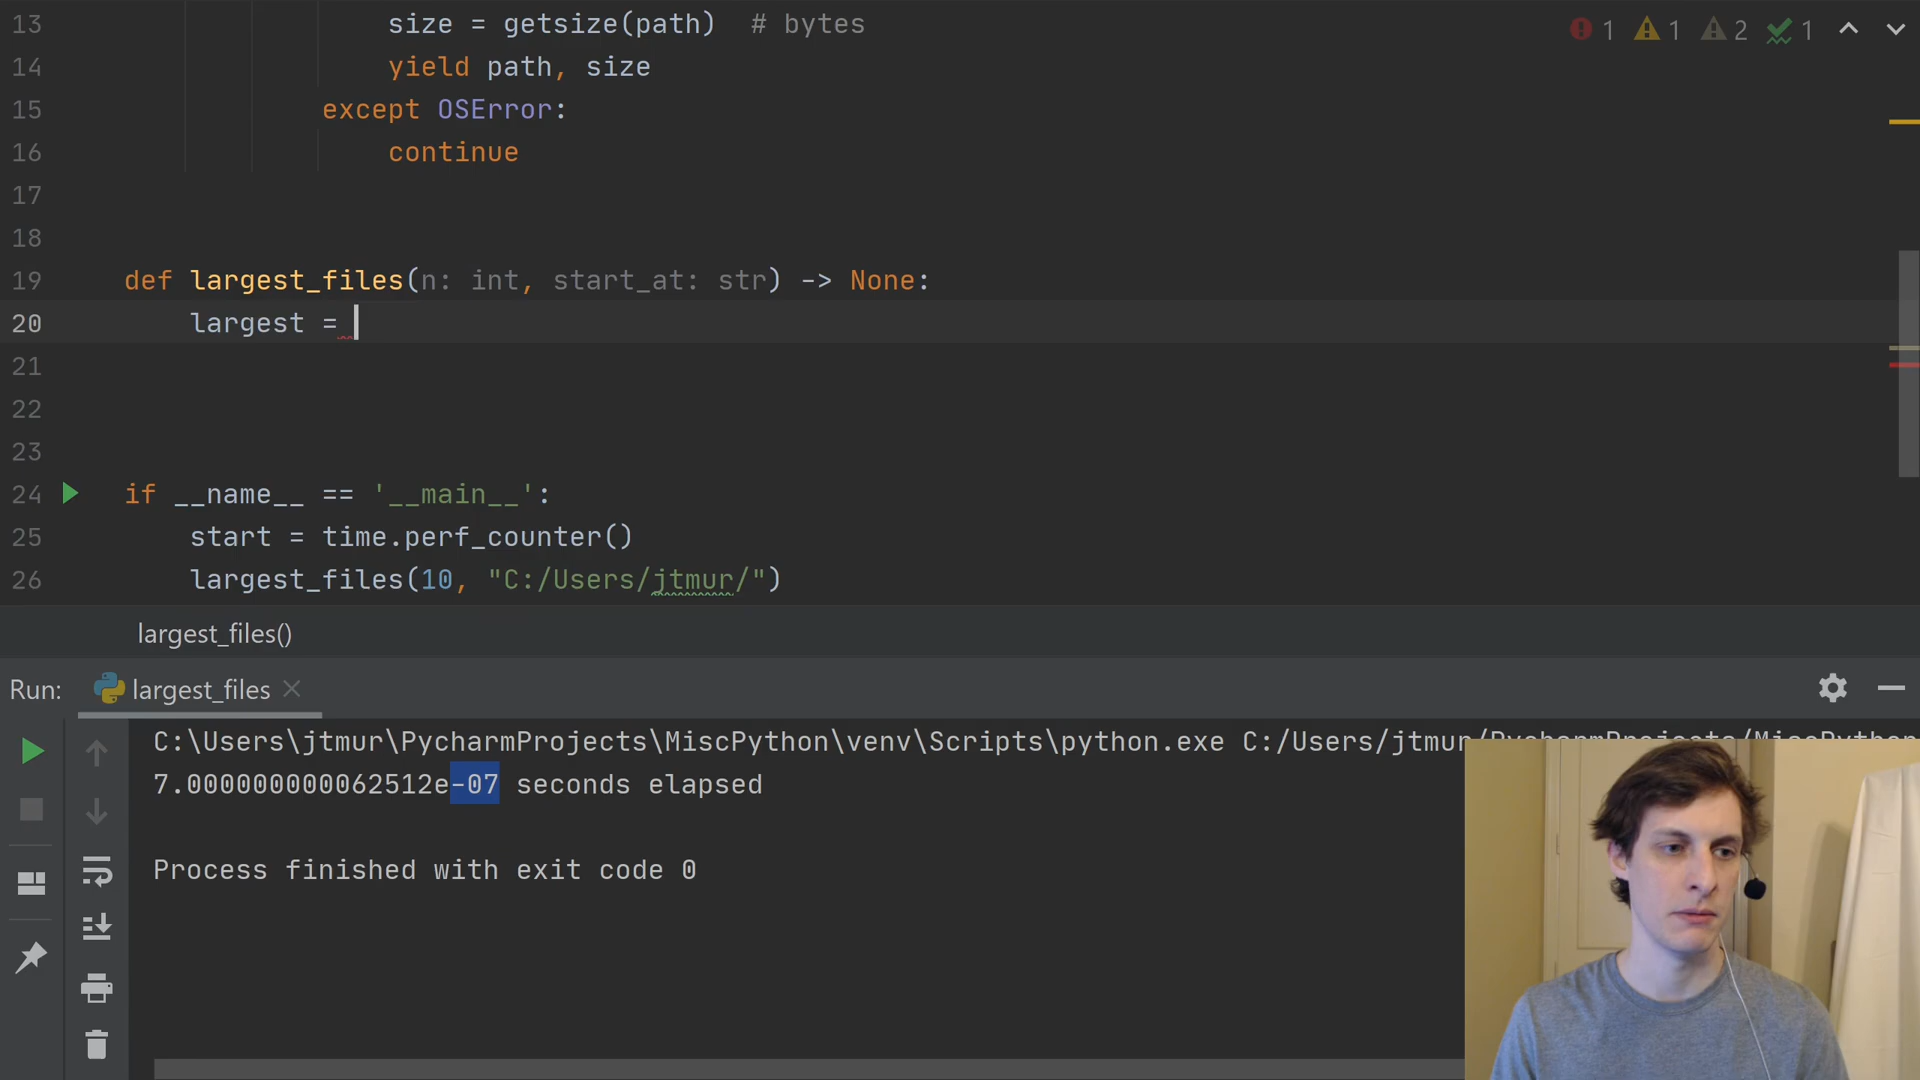 13 size = getsize(path) # bytes
1 1 2 1
14 yield path, size
15 except OSError:
16 continue
17
18
19 def largest_files(n: int, start_at: str) -> None:
20 largest =
21
22
23
24 if __name__ == '__main__':
25 start = time.perf_counter()
26 largest_files(10, "C:/Users/jtmur/")
largest_files()
Run: largest_files
C:\Users\jtmur\PycharmProjects\MiscPython\venv\Scripts\python.exe C:/Users/jtmur/PycharmProjects/MiscPython
7.000000000062512e-07 seconds elapsed
Process finished with exit code 0